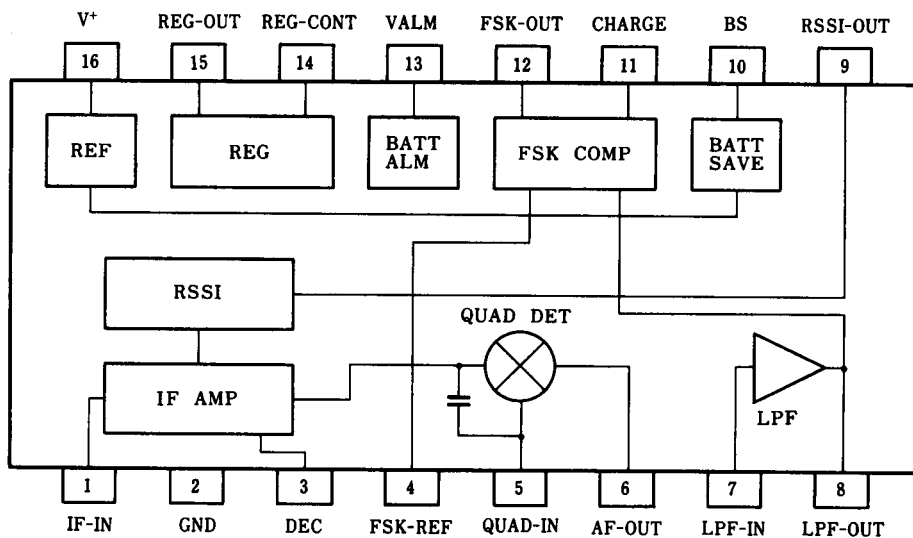 V+ REG-OUT REG-CONT VALM FSK-OUT CHARGE BS RSSI-OUT
16 15 14 13 12 11 10 9
REF
REG
BATT
ALM
FSK COMP
BATT
SAVE
RSSI
QUAD DET
IF AMP
LPF
1 2 3 4 5 6 7 8
IF-IN GND DEC FSK-REF QUAD-IN AF-OUT LPF-IN LPF-OUT